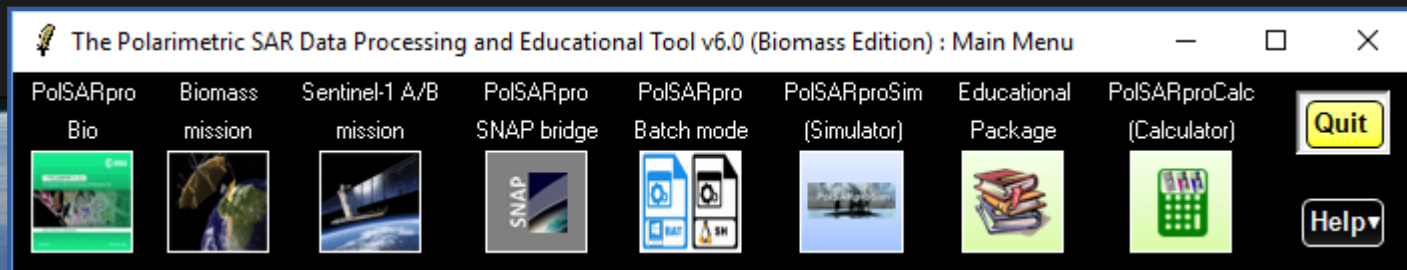 The Polarimetric SAR Data Processing and Educational Tool v6.0 (Biomass Edition) : Main Menu
PolSARpro
Bio
Biomass
mission
Sentinel-1 A/B
mission
PolSARpro
SNAP bridge
PolSARpro
Batch mode
PolSARproSim
(Simulator)
Educational
Package
PolSARproCalc
(Calculator)
Quit
esa
SNAP
BAT
SH
PolSARproSim
Help▾